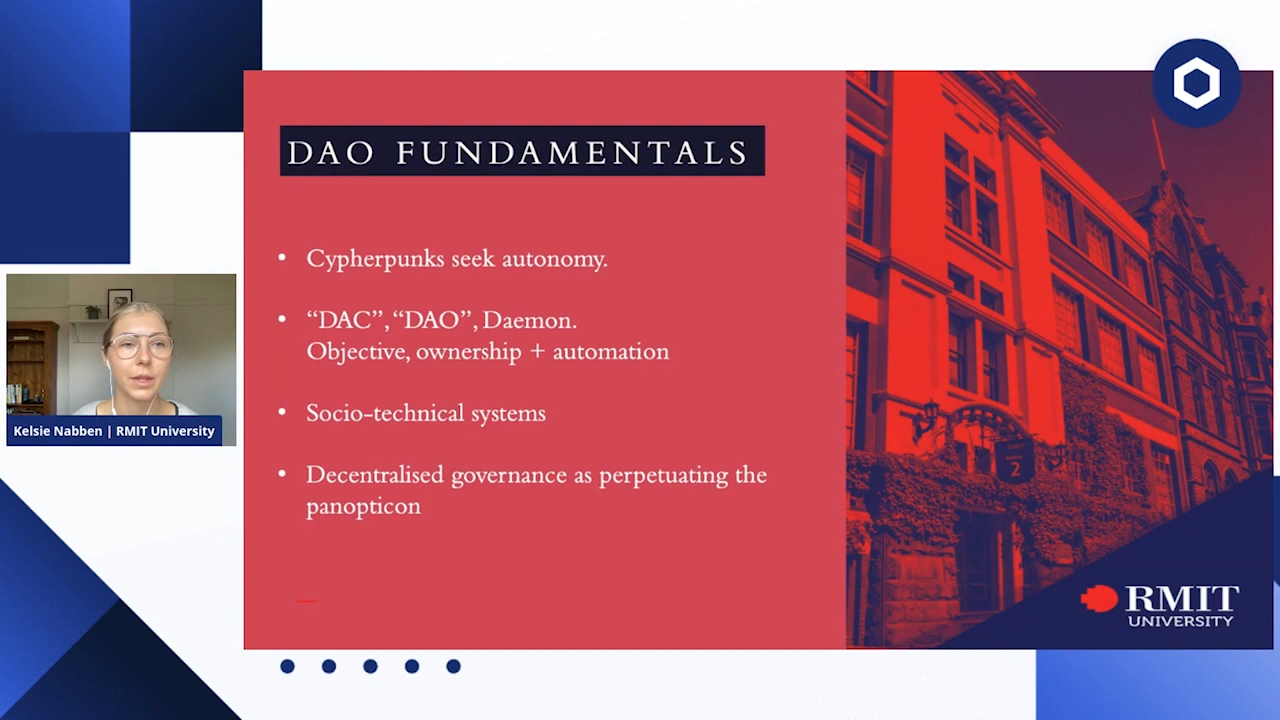 DAO FUNDAMENTALS
• Cypherpunks seek autonomy.
• “DAC”, “DAO”, Daemon.
Objective, ownership + automation
• Socio-technical systems
• Decentralised governance as perpetuating the
panopticon
Kelsie Nabben | RMIT University
2
RMIT
UNIVERSITY